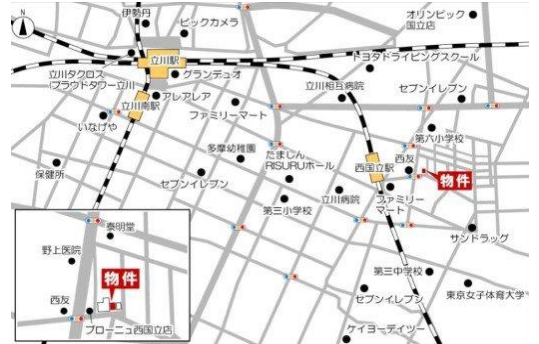 伊勢丹
ビックカメラ
オリンピック
国立店
立川駅
トヨタドライビングスクール
グランデュオ
立川タクロス
(プラウドタワー立川
立川相互病院
セブンイレブン
アレアレア
立川南駅
ファミリーマート
いなげや
第六小学校
多摩幼稚園
たましん
RISURUホール
西国立駅
西友
物件
保健所
セブンイレブン
立川病院
ファミリー
マート
第三小学校
サンドラッグ
泰明堂
野上医院
物件
第三中学校
西友
セブンイレブン
東京女子体育大学
ブローニュ西国立店
ケイヨーデイツー